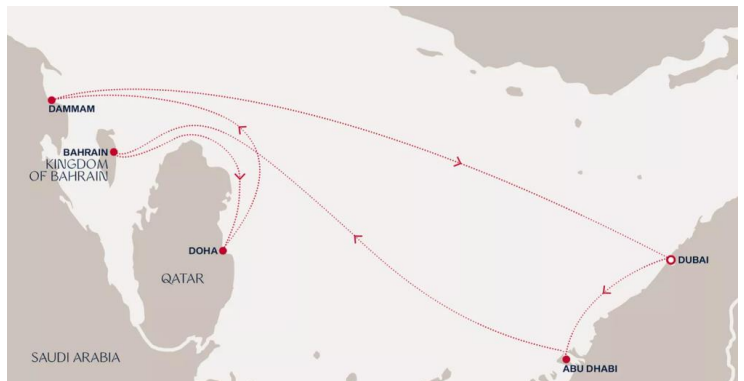 DAMMAM
BAHRAIN
KINGDOM
OF BAHRAIN
DOHA
QATAR
DUBAI
SAUDI ARABIA
ABU DHABI